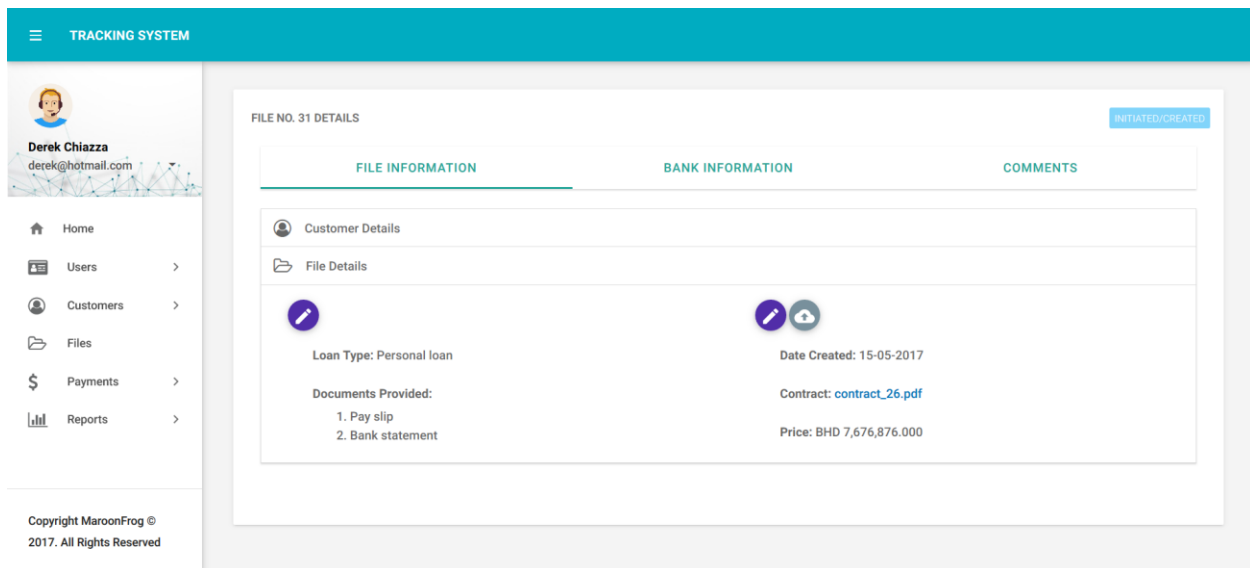 TRACKING SYSTEM
Derek Chiazza
derek@hotmail.com
Home
Users
Customers
Files
Payments
Reports
Copyright MaroonFrog ©
2017. All Rights Reserved
FILE NO. 31 DETAILS
INITIATED/CREATED
FILE INFORMATION BANK INFORMATION COMMENTS
Customer Details
File Details
Loan Type: Personal loan
Documents Provided:
1. Pay slip
2. Bank statement
Date Created: 15-05-2017
Contract: contract_26.pdf
Price: BHD 7,676,876.000